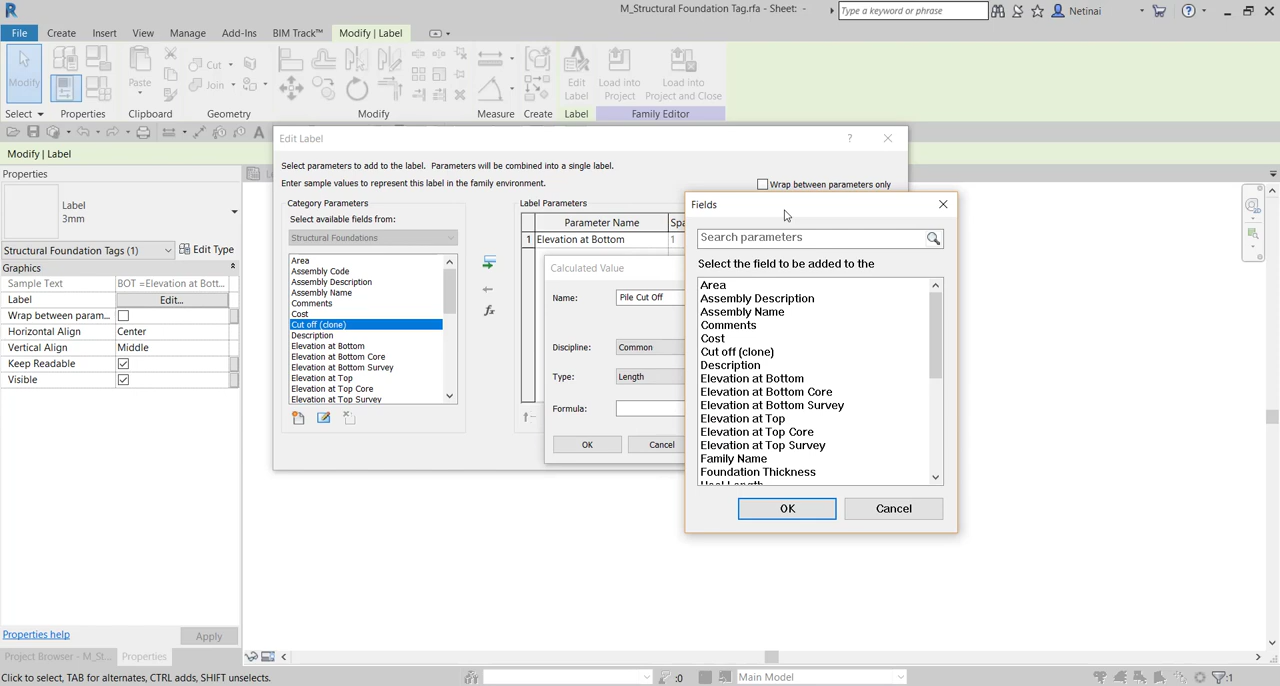 M_Structural Foundation Tag.rfa - Sheet: -
Type a keyword or phrase
Netinai
File Create Insert View Manage Add-Ins BIM Track™ Modify | Label
Modify
Paste
Cut
Join
Edit
Label
Load into
Project
Load into
Project and Close
Select Properties Clipboard Geometry Modify Measure Create Label Family Editor
Modify | Label
Properties
Label
3mm
Structural Foundation Tags (1)
Edit Type
Graphics
Sample Text BOT =Elevation at Bott...
Label Edit...
Wrap between param...
Horizontal Align Center
Vertical Align Middle
Keep Readable
Visible
Properties help
Apply
Project Browser - M_St...
Properties
Edit Label
Select parameters to add to the label. Parameters will be combined into a single label.
Enter sample values to represent this label in the family environment.
Wrap between parameters only
Category Parameters
Select available fields from:
Structural Foundations
Area
Assembly Code
Assembly Description
Assembly Name
Comments
Cost
Cut off (clone)
Description
Elevation at Bottom
Elevation at Bottom Core
Elevation at Bottom Survey
Elevation at Top
Elevation at Top Core
Elevation at Top Survey
fx
Label Parameters
Parameter Name Spa
1 Elevation at Bottom 1
Calculated Value
Name: Pile Cut Off
Discipline: Common
Type: Length
Formula:
OK Cancel
Fields
Search parameters
Select the field to be added to the
Area
Assembly Description
Assembly Name
Comments
Cost
Cut off (clone)
Description
Elevation at Bottom
Elevation at Bottom Core
Elevation at Bottom Survey
Elevation at Top
Elevation at Top Core
Elevation at Top Survey
Family Name
Foundation Thickness
Heel Length
OK Cancel
Click to select, TAB for alternates, CTRL adds, SHIFT unselects.
:0
Main Model
:1